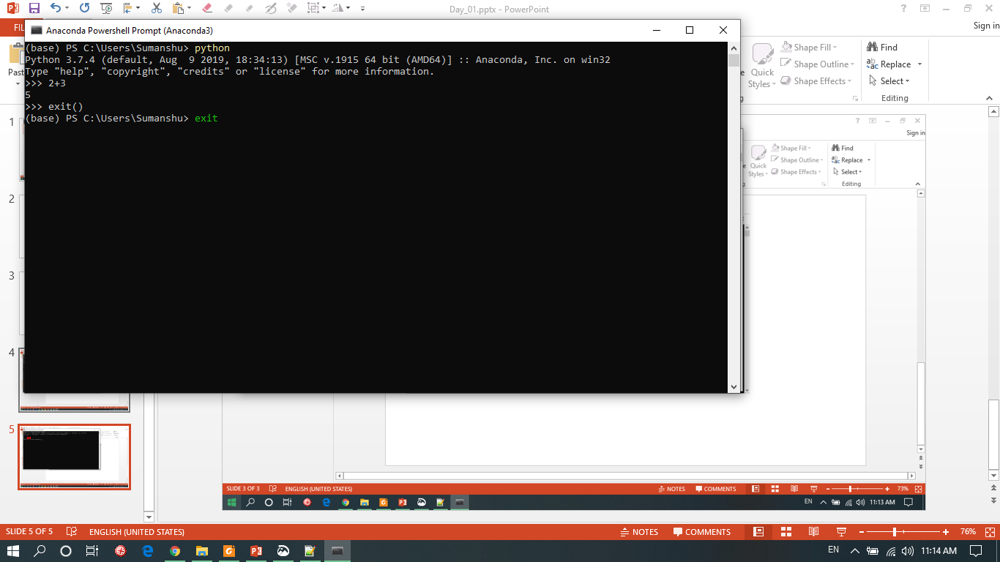 Day_01.pptx - PowerPoint
?
FIL
Sign in
Anaconda Powershell Prompt (Anaconda3)
(base) PS C:\Users\Sumanshu> python
Python 3.7.4 (default, Aug  9 2019, 18:34:13) [MSC v.1915 64 bit (AMD64)] :: Anaconda, Inc. on win32
Type "help", "copyright", "credits" or "license" for more information.
>>> 2+3
5
>>> exit()
(base) PS C:\Users\Sumanshu> exit
Past
e
Quick
Styles
Shape Fill
Shape Outline
Shape Effects
g
Find
Replace
Select
Editing
1
2
3
4
5
?
Sign in
e
Quick
Styles
Shape Fill
Shape Outline
Shape Effects
g
Find
Replace
Select
Editing
SLIDE 3 OF 3 ENGLISH (UNITED STATES) NOTES COMMENTS 73%
EN 11:13 AM
SLIDE 5 OF 5 ENGLISH (UNITED STATES) NOTES COMMENTS 76%
EN 11:14 AM